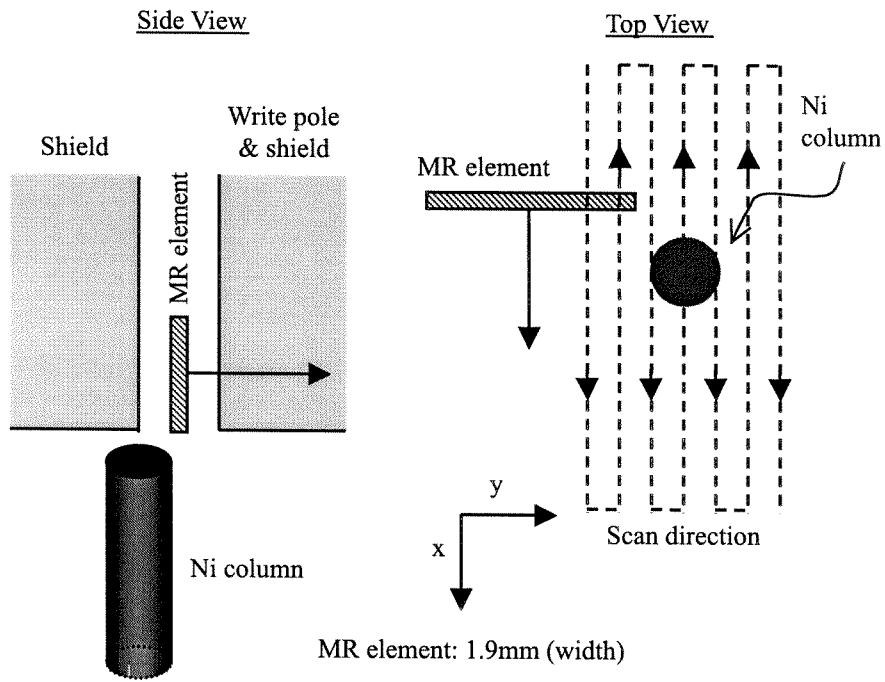 Side View
Top View
Shield
Write pole
& shield
MR element
MR element
Ni
column
Ni column
y
x
Scan direction
MR element: 1.9mm (width)